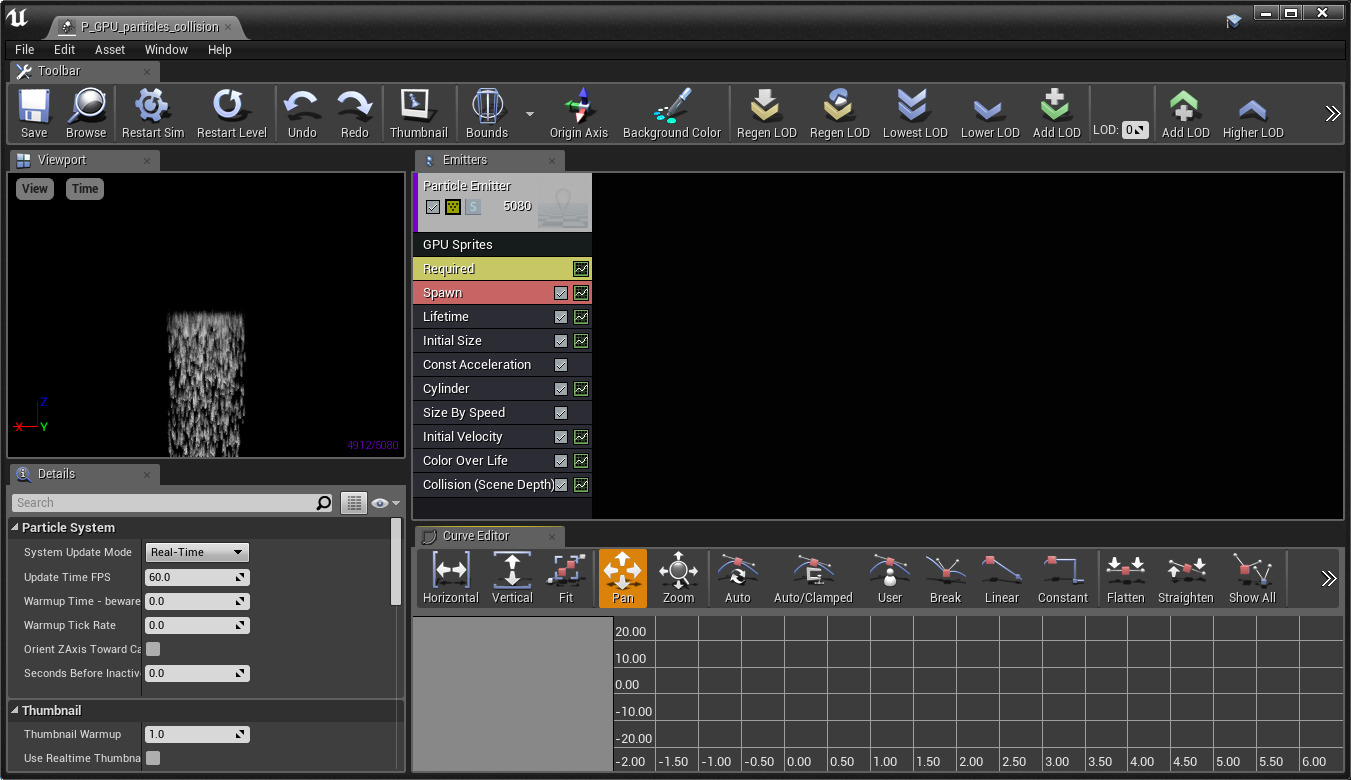 P_GPU_particles_collision
File Edit Asset Window Help
Toolbar
Save Browse Restart Sim Restart Level Undo Redo Thumbnail Bounds Origin Axis Background Color Regen LOD Regen LOD Lowest LOD Lower LOD Add LOD LOD: 0 Add LOD Higher LOD
Viewport
View Time
Z
X Y
4912/5080
Emitters
Particle Emitter
S 5080
GPU Sprites
Required
Spawn
Lifetime
Initial Size
Const Acceleration
Cylinder
Size By Speed
Initial Velocity
Color Over Life
Collision (Scene Depth)
Details
Search
Particle System
System Update Mode Real-Time
Update Time FPS 60.0
Warmup Time - beware 0.0
Warmup Tick Rate 0.0
Orient ZAxis Toward Ca
Seconds Before Inactiv 0.0
Thumbnail
Thumbnail Warmup 1.0
Use Realtime Thumbna
Curve Editor
Horizontal Vertical Fit Pan Zoom Auto Auto/Clamped User Break Linear Constant Flatten Straighten Show All
20.00
10.00
0.00
-10.00
-20.00
-2.00 -1.50 -1.00 -0.50 0.00 0.50 1.00 1.50 2.00 2.50 3.00 3.50 4.00 4.50 5.00 5.50 6.00